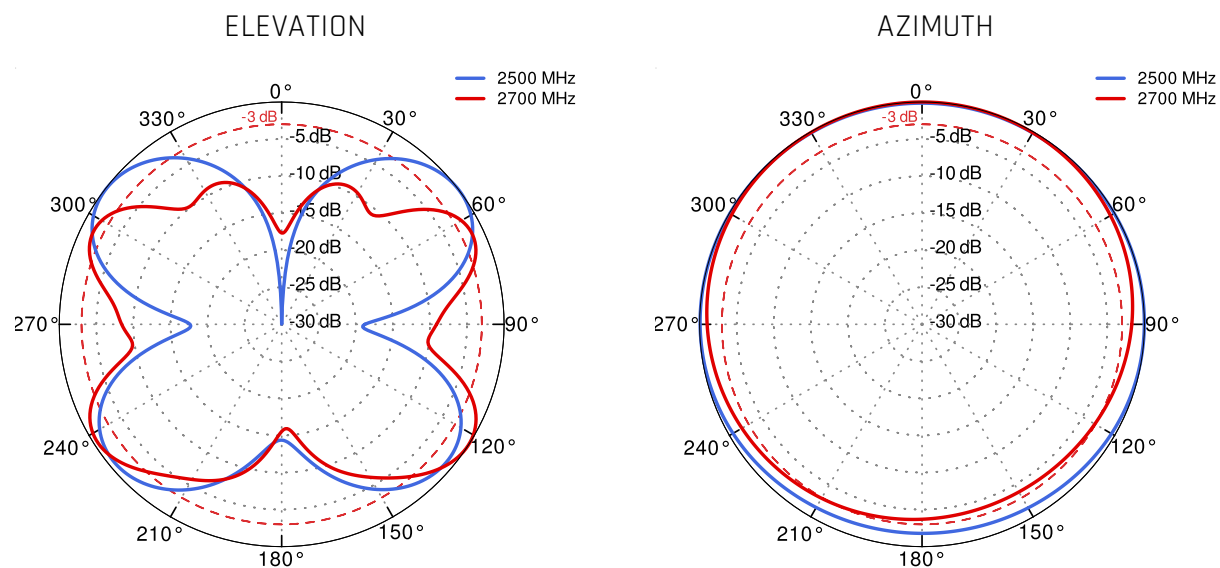 ELEVATION
2500 MHz
2700 MHz
0°
330°
30°
-3 dB
-5 dB
-10 dB
300°
60°
-15 dB
-20 dB
-25 dB
270°
-30 dB
90°
240°
120°
210°
150°
180°
AZIMUTH
2500 MHz
2700 MHz
0°
330°
30°
-3 dB
-5 dB
-10 dB
300°
60°
-15 dB
-20 dB
-25 dB
270°
-30 dB
90°
240°
120°
210°
150°
180°